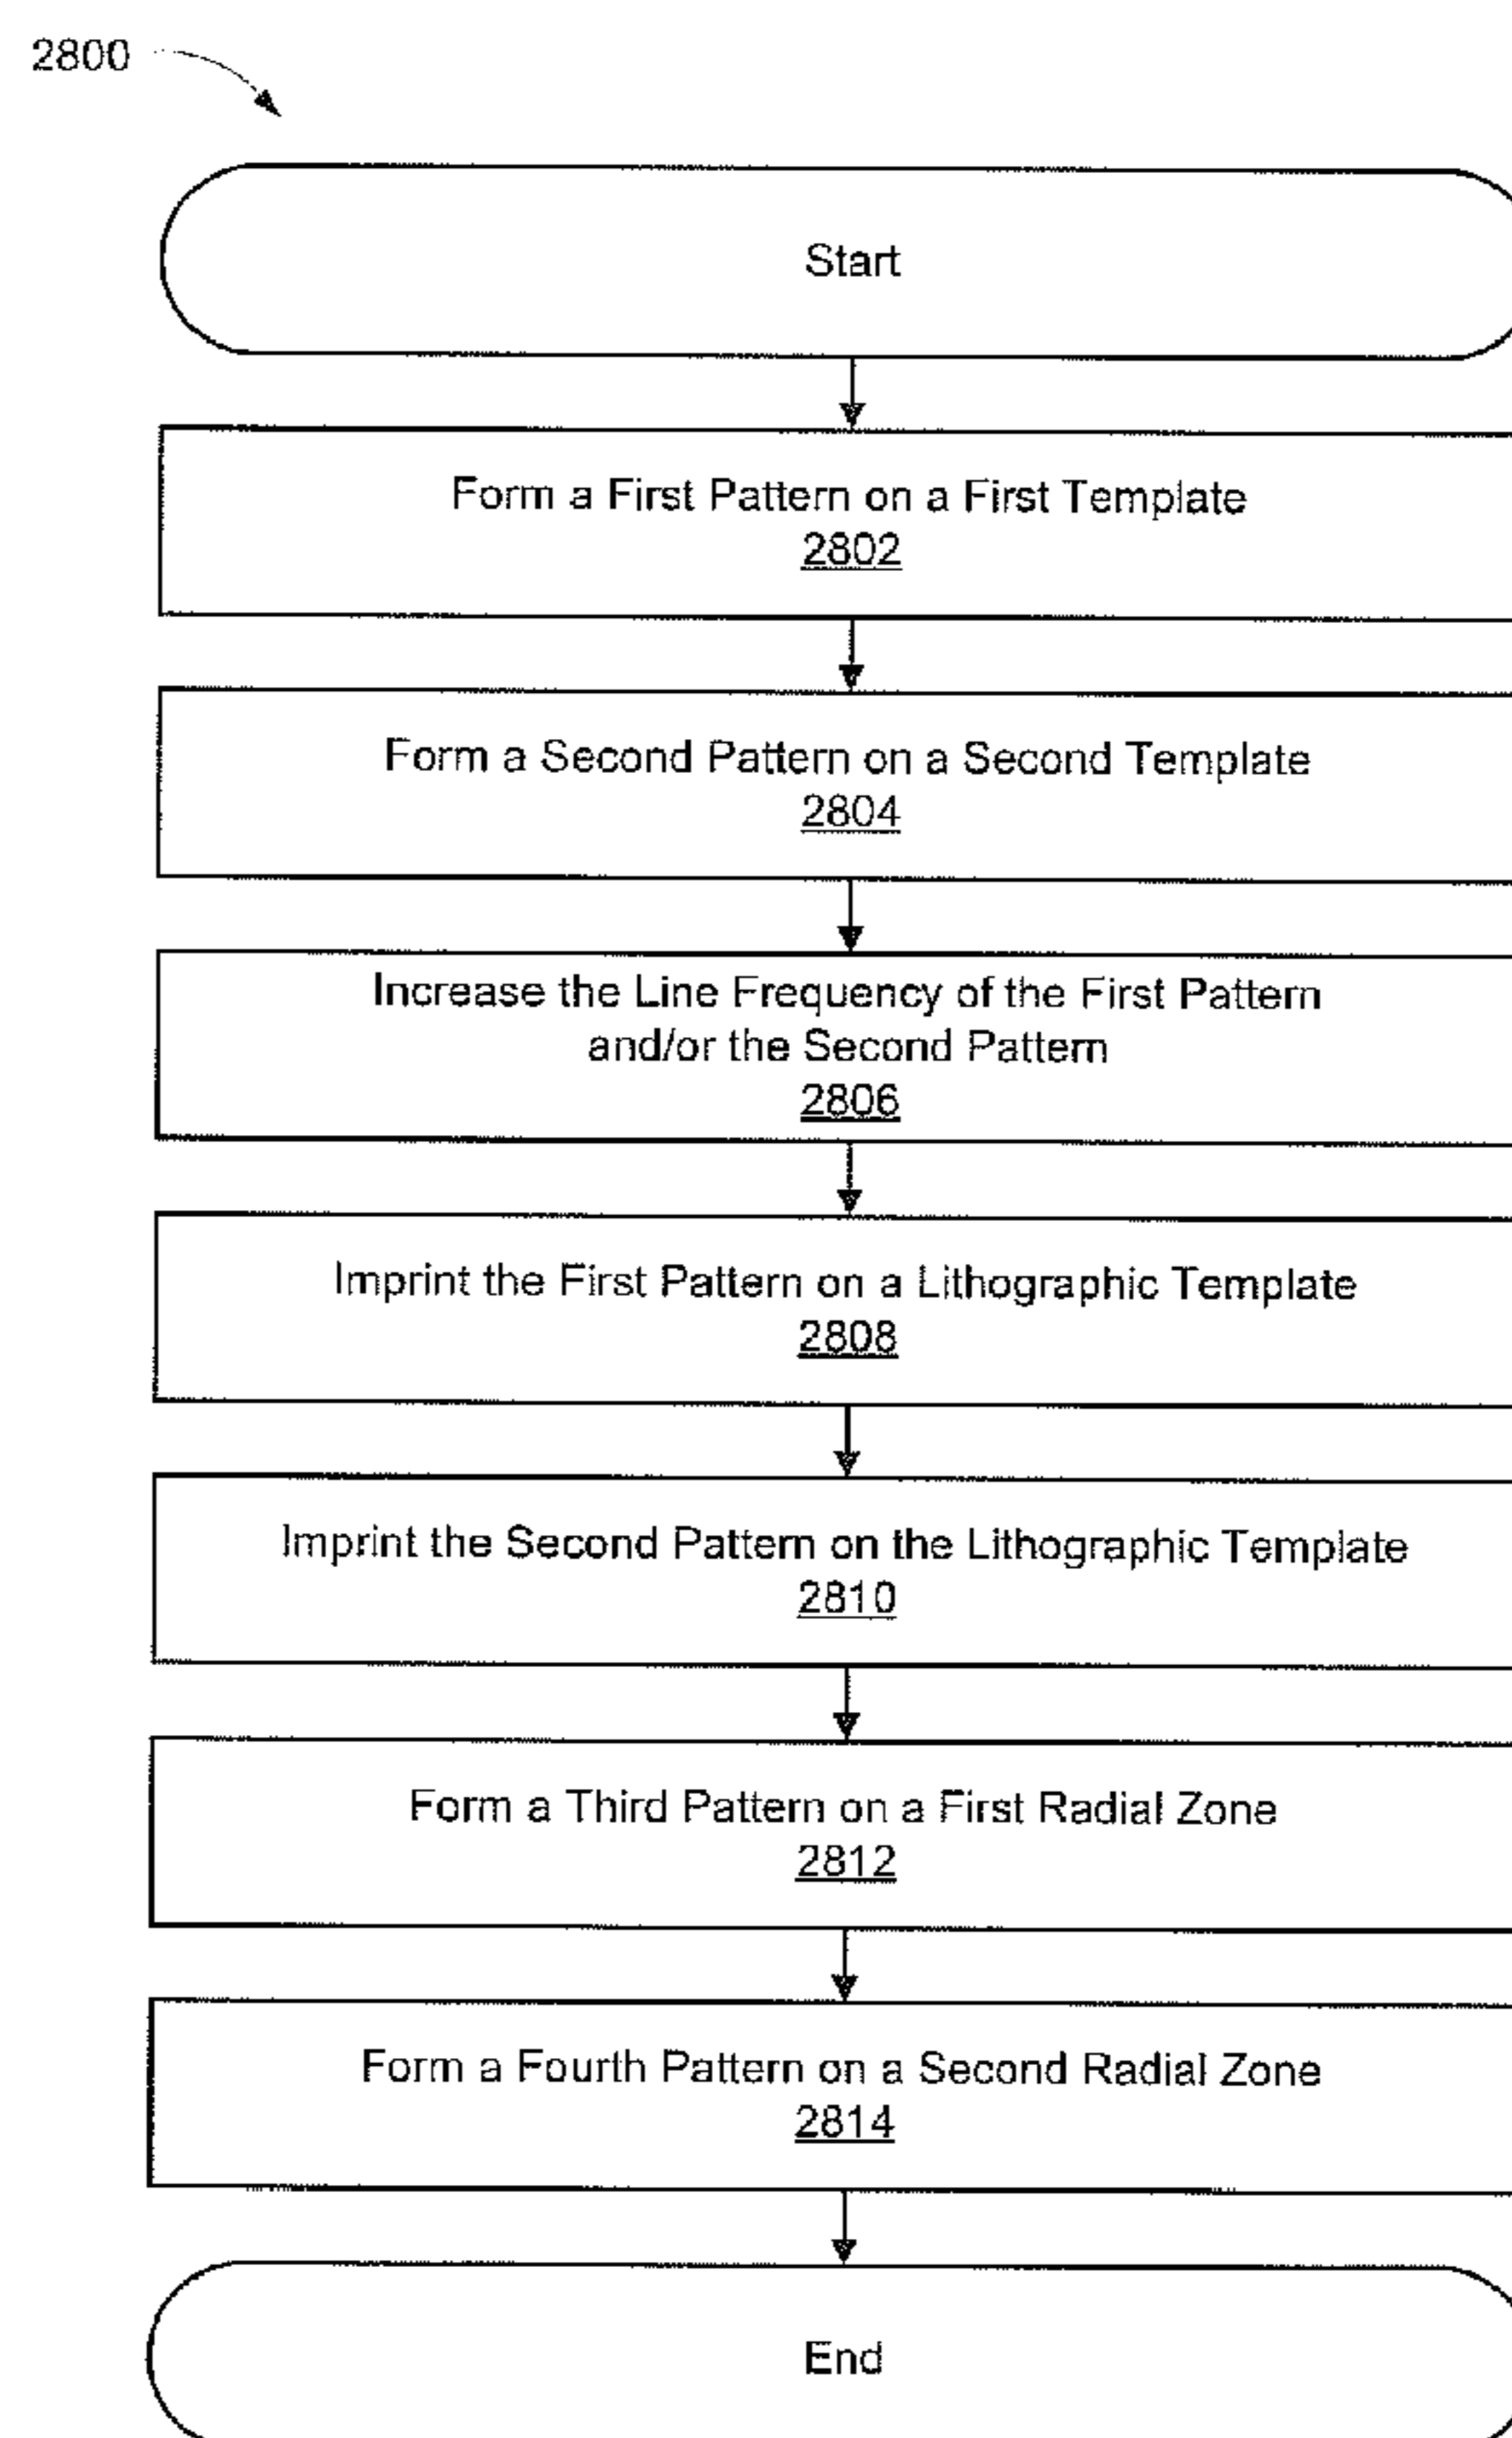 2800
Start
Form a First Pattern on a First Template
2802
Form a Second Pattern on a Second Template
2804
Increase the Line Frequency of the First Pattern
and/or the Second Pattern
2806
Imprint the First Pattern on a Lithographic Template
2808
Imprint the Second Pattern on the Lithographic Template
2810
Form a Third Pattern on a First Radial Zone
2812
Form a Fourth Pattern on a Second Radial Zone
2814
End